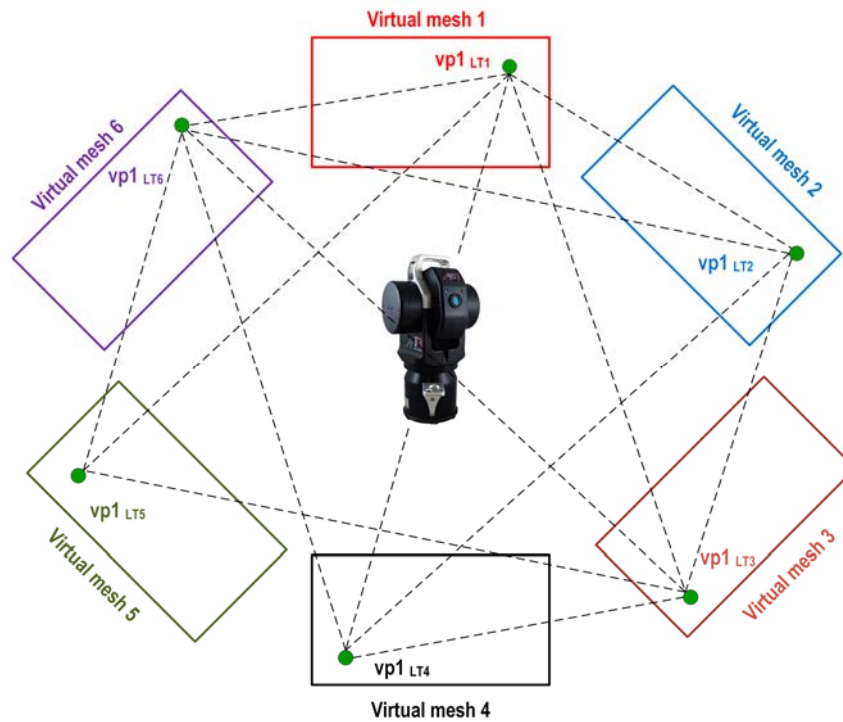 Virtual mesh 1
vp1 LT1
Virtual mesh 6
vp1 LT6
Virtual mesh 2
vp1 LT2
vp1 LT5
Virtual mesh 5
vp1 LT3
Virtual mesh 3
vp1 LT4
Virtual mesh 4